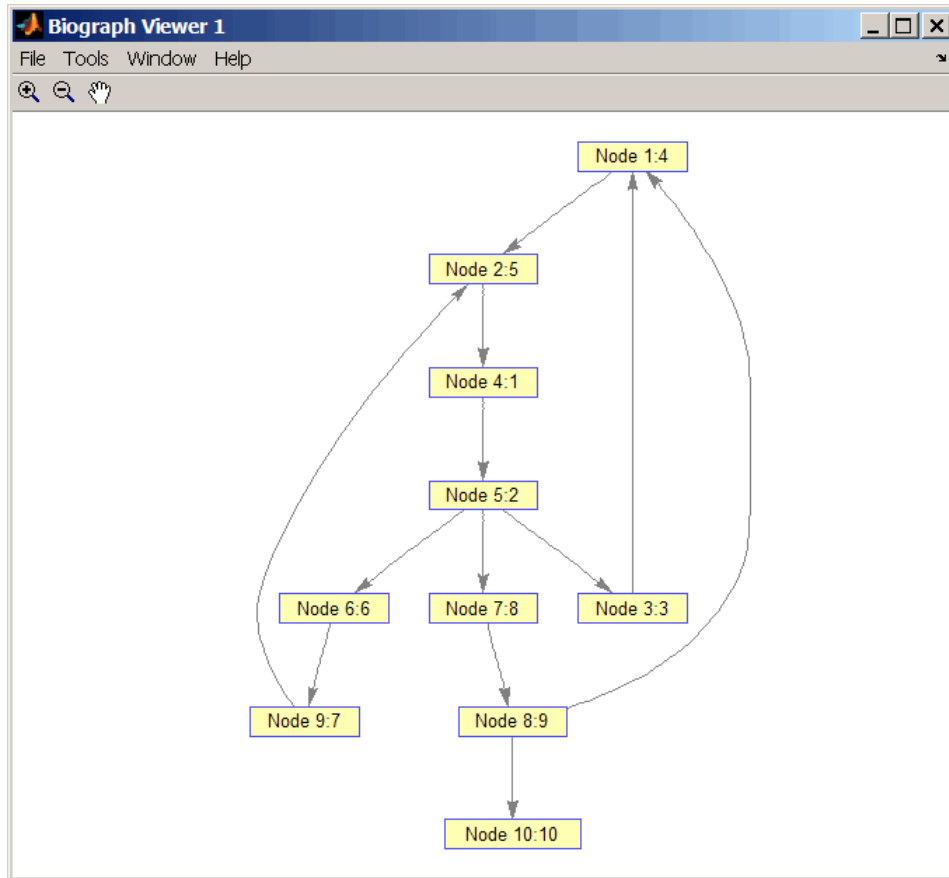 Biograph Viewer 1
File Tools Window Help
Node 1:4
Node 2:5
Node 4:1
Node 5:2
Node 6:6 Node 7:8 Node 3:3
Node 9:7 Node 8:9
Node 10:10